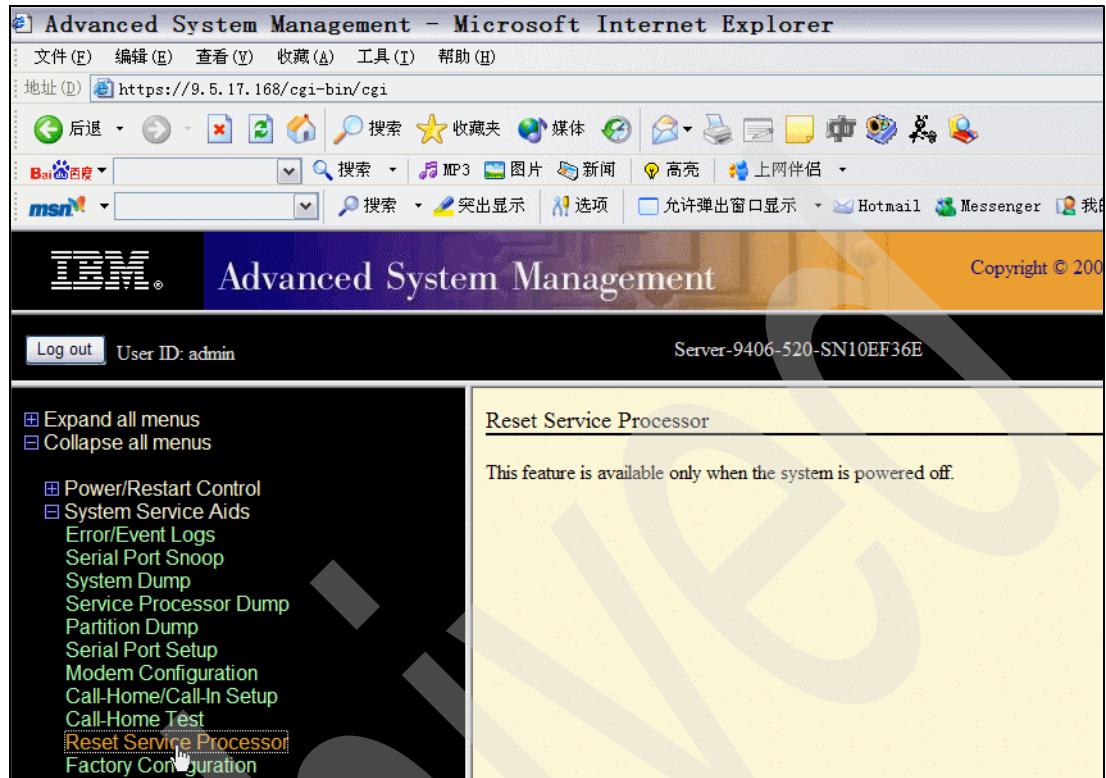 Advanced System Management - Microsoft Internet Explorer
文件(F) 编辑(E) 查看(V) 收藏(A) 工具(T) 帮助(H)
地址(D) https://9.5.17.168/cgi-bin/cgi
后退 搜索 收藏夹 媒体
Bai百度 搜索 MP3 图片 新闻 高亮 上网伴侣
msn 搜索 突出显示 选项 允许弹出窗口显示 Hotmail Messenger 我的
IBM® Advanced System Management Copyright © 200
Log out User ID: admin Server-9406-520-SN10EF36E
Expand all menus
Collapse all menus
Power/Restart Control
System Service Aids
Error/Event Logs
Serial Port Snoop
System Dump
Service Processor Dump
Partition Dump
Serial Port Setup
Modem Configuration
Call-Home/Call-In Setup
Call-Home Test
Reset Service Processor
Factory Configuration
Reset Service Processor
This feature is available only when the system is powered off.